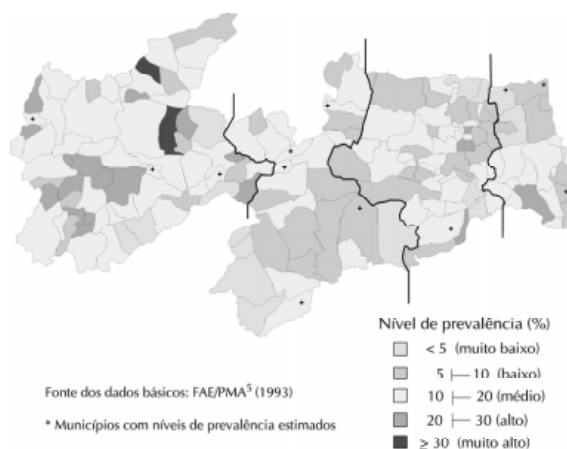 Nível de prevalência (%)
< 5 (muito baixo)
5 ├─ 10 (baixo)
10 ├─ 20 (médio)
20 ├─ 30 (alto)
≥ 30 (muito alto)
Fonte dos dados básicos: FAE/PMA⁵ (1993)
* Municípios com níveis de prevalência estimados